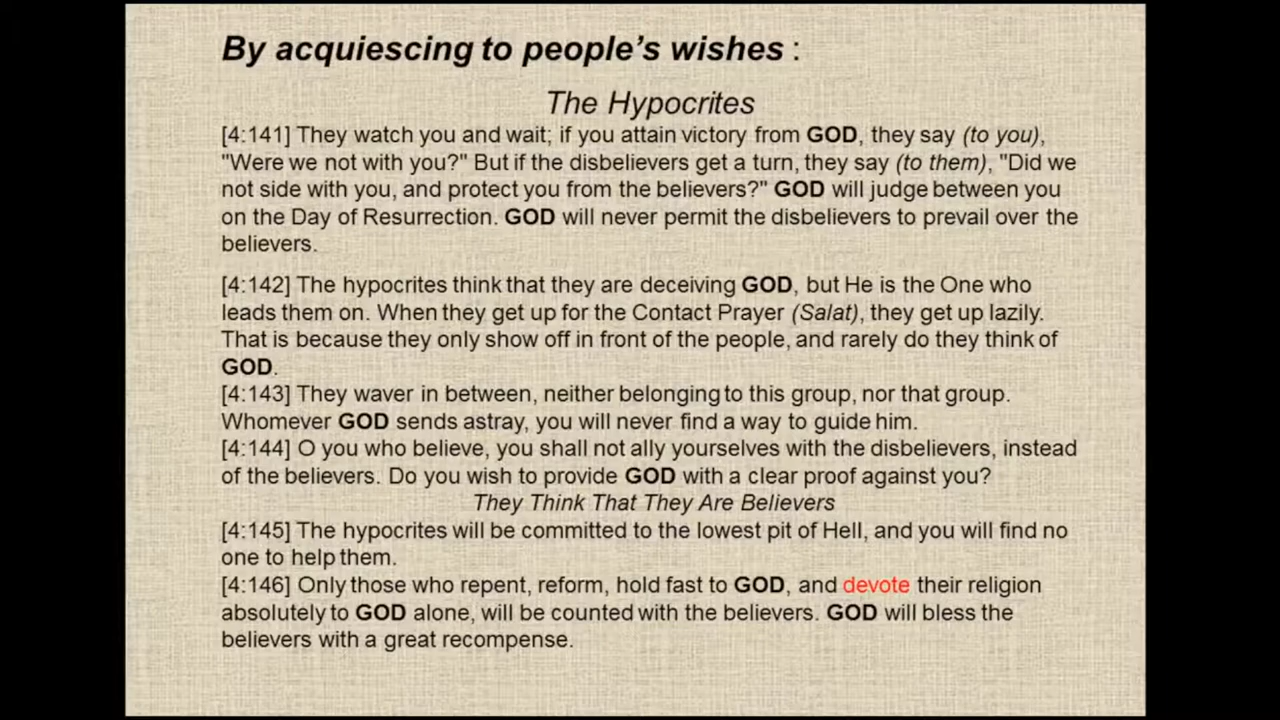 By acquiescing to people's wishes :
The Hypocrites
[4:141] They watch you and wait; if you attain victory from GOD, they say (to you),
"Were we not with you?" But if the disbelievers get a turn, they say (to them), "Did we
not side with you, and protect you from the believers?" GOD will judge between you
on the Day of Resurrection. GOD will never permit the disbelievers to prevail over the
believers.
[4:142] The hypocrites think that they are deceiving GOD, but He is the One who
leads them on. When they get up for the Contact Prayer (Salat), they get up lazily.
That is because they only show off in front of the people, and rarely do they think of
GOD.
[4:143] They waver in between, neither belonging to this group, nor that group.
Whomever GOD sends astray, you will never find a way to guide him.
[4:144] O you who believe, you shall not ally yourselves with the disbelievers, instead
of the believers. Do you wish to provide GOD with a clear proof against you?
They Think That They Are Believers
[4:145] The hypocrites will be committed to the lowest pit of Hell, and you will find no
one to help them.
[4:146] Only those who repent, reform, hold fast to GOD, and devote their religion
absolutely to GOD alone, will be counted with the believers. GOD will bless the
believers with a great recompense.